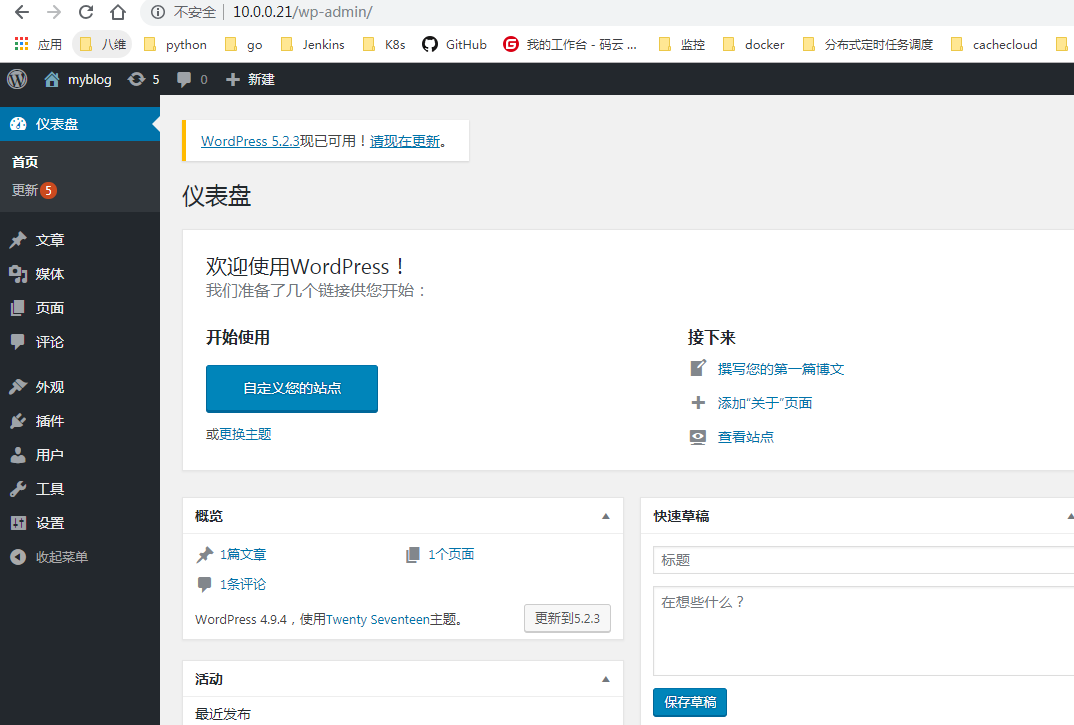 不安全 | 10.0.0.21/wp-admin/
应用 八维 python go Jenkins K8s GitHub 我的工作台 - 码云 ... 监控 docker 分布式定时任务调度 cachecloud
myblog 5 0 新建
仪表盘
首页
更新 5
文章
媒体
页面
评论
外观
插件
用户
工具
设置
收起菜单
WordPress 5.2.3现已可用！请现在更新。
仪表盘
欢迎使用WordPress！
我们准备了几个链接供您开始：
开始使用
自定义您的站点
或更换主题
接下来
撰写您的第一篇博文
添加“关于”页面
查看站点
概览
1篇文章 1个页面
1条评论
WordPress 4.9.4，使用Twenty Seventeen主题。 更新到5.2.3
活动
最近发布
快速草稿
标题
在想些什么？
保存草稿